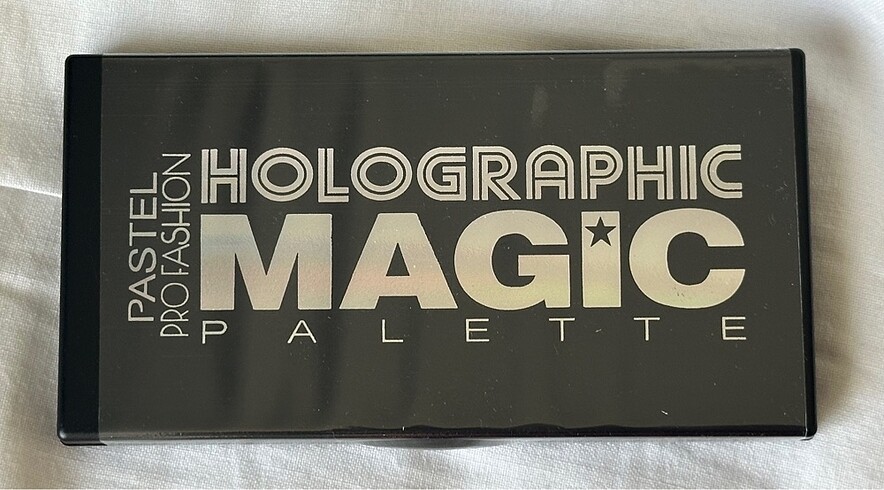 PASTEL
PRO FASHION
HOLOGRAPHIC
MAGIC
PALETTE